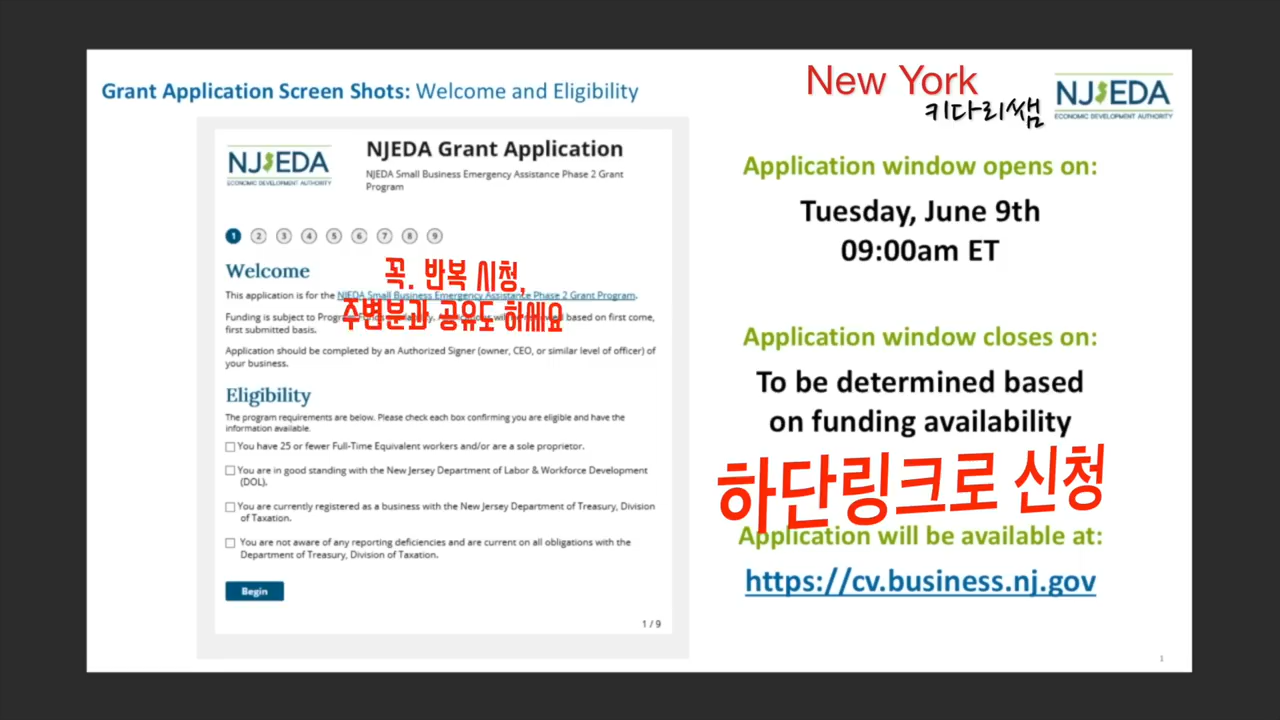 Grant Application Screen Shots: Welcome and Eligibility
New York
키다리쌤
NJEDA
ECONOMIC DEVELOPMENT AUTHORITY
NJEDA
ECONOMIC DEVELOPMENT AUTHORITY
NJEDA Grant Application
NJEDA Small Business Emergency Assistance Phase 2 Grant
Program
1 2 3 4 5 6 7 8 9
Welcome
꼭. 반복 시청,
This application is for the NJEDA Small Business Emergency Assistance Phase 2 Grant Program.
주변분과 공유도 하세요
Funding is subject to Program Funds based on first come,
first submitted basis.
Application should be completed by an Authorized Signer (owner, CEO, or similar level of officer) of
your business.
Eligibility
The program requirements are below. Please check each box confirming you are eligible and have the
information available.
You have 25 or fewer Full-Time Equivalent workers and/or are a sole proprietor.
You are in good standing with the New Jersey Department of Labor & Workforce Development
(DOL).
You are currently registered as a business with the New Jersey Department of Treasury, Division
of Taxation.
You are not aware of any reporting deficiencies and are current on all obligations with the
Department of Treasury, Division of Taxation.
Begin
1 / 9
Application window opens on:
Tuesday, June 9th
09:00am ET
Application window closes on:
To be determined based
on funding availability
하단링크로 신청
Application will be available at:
https://cv.business.nj.gov
1